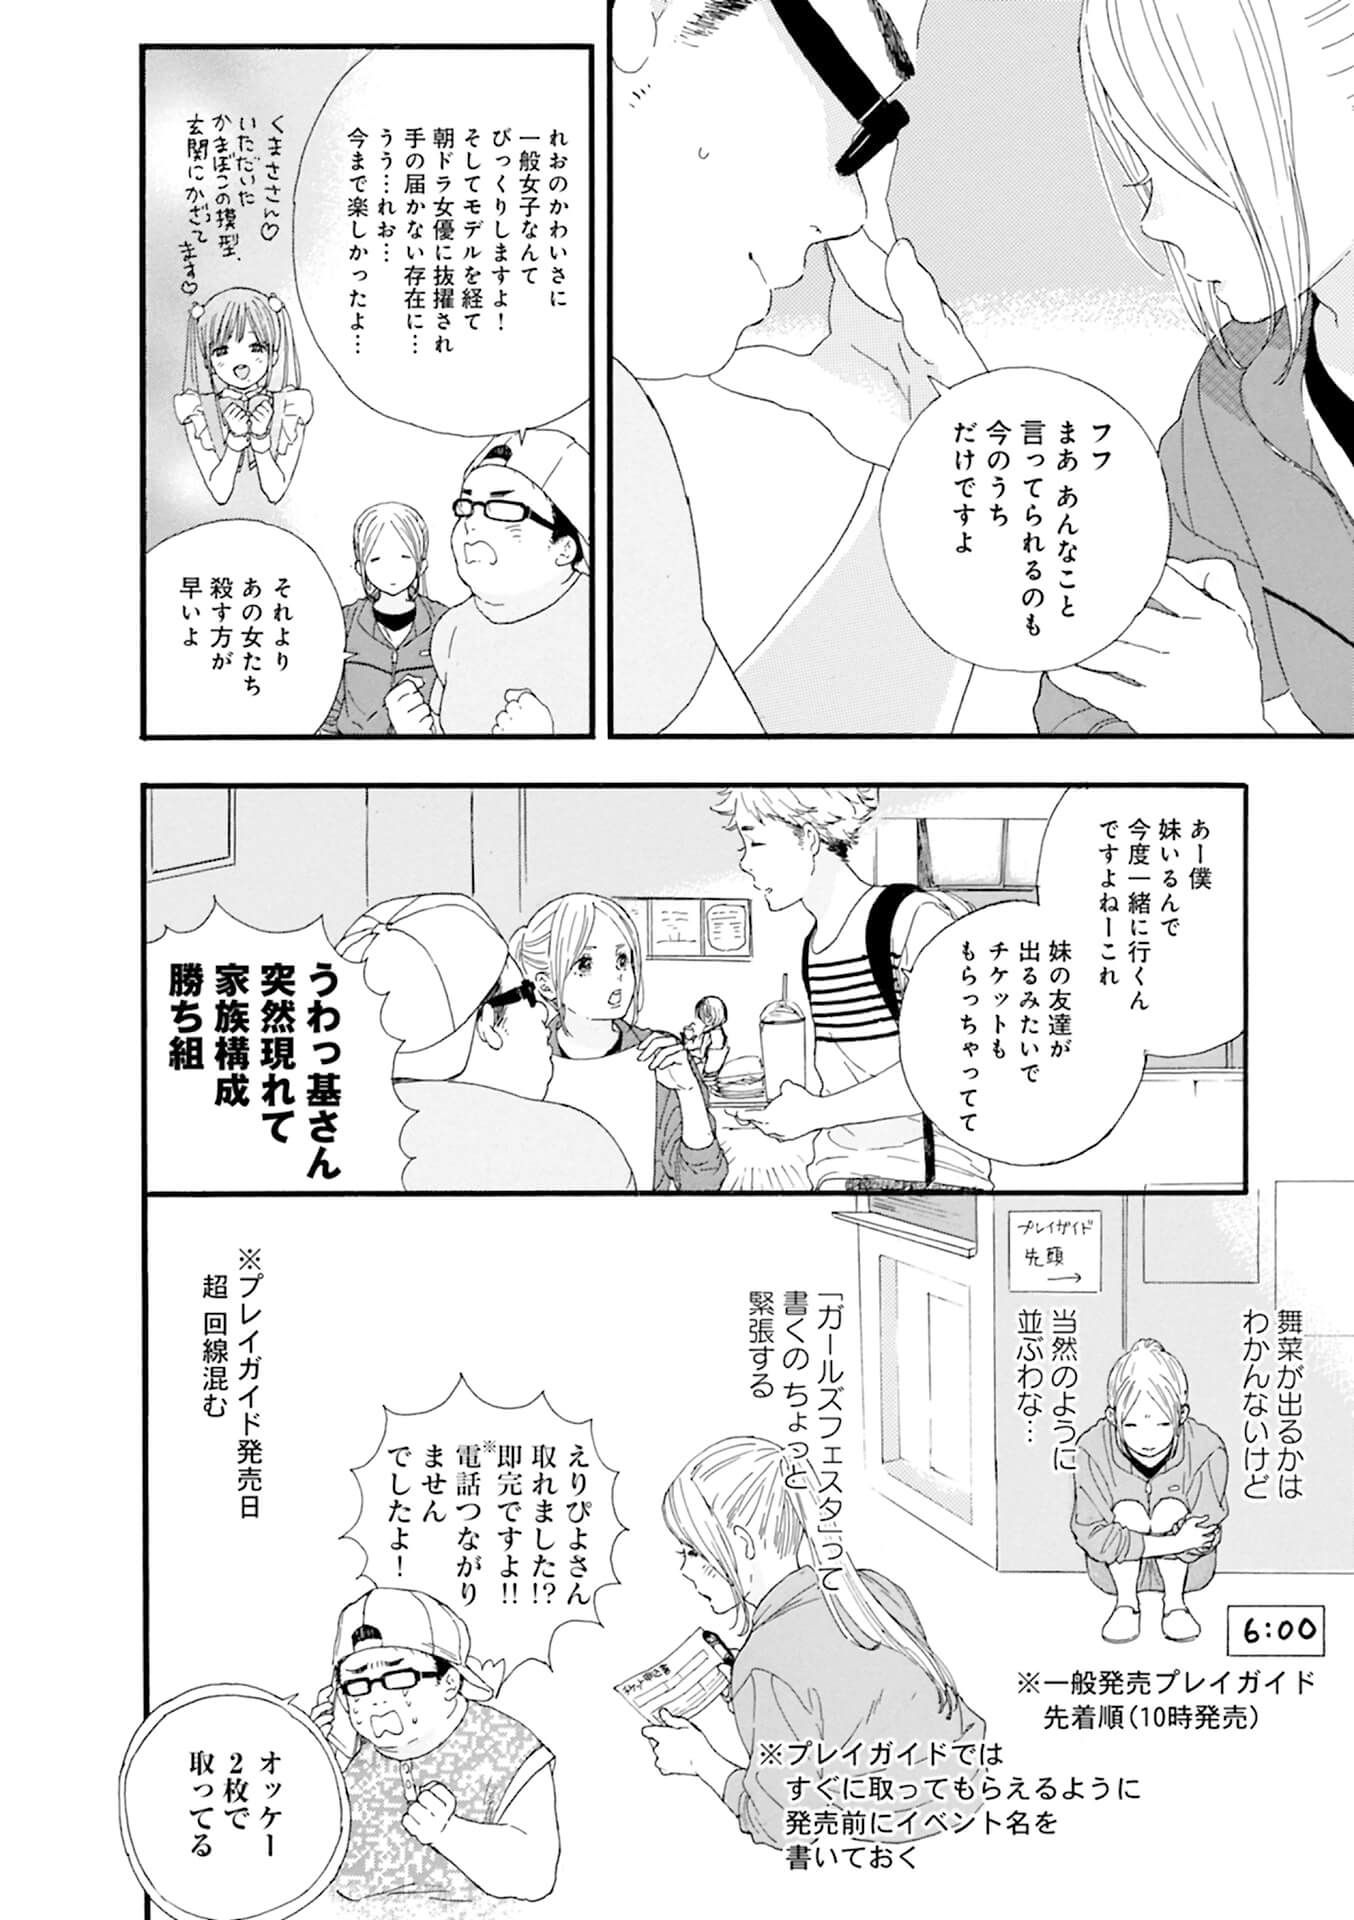 フフ
まあ あんなこと
言ってられるのも
今のうち
だけですよ
れおのかわいさに
一般女子なんて
びっくりしますよ!
そしてモデルを経て
朝ドラ女優に抜擢され
手の届かない存在に…
うう…れお…
今まで楽しかったよ…
くまささん♡
いただいた
かまぼこの模型、
玄関にかざって
ます♡
それより
あの女たち
殺す方が
早いよ
あー僕
妹いるんで
今度一緒に行くん
ですよねーこれ
妹の友達が
出るみたいで
チケットも
もらっちゃってて
うわっ基さん
突然現れて
家族構成
勝ち組
プレイガイド
先頭
→
舞菜が出るかは
わかんないけど
当然のように
並ぶわな…
6:00
※一般発売プレイガイド
先着順(10時発売)
「ガールズフェスタ」って
書くの ちょっと
緊張する
※プレイガイドでは
すぐに取ってもらえるように
発売前にイベント名を
書いておく
えりぴよさん
取れました!?
即完ですよ!!
※電話つながり
ません
でしたよ!
※プレイガイド発売日
超 回線混む
オッケー
2枚で
取ってる